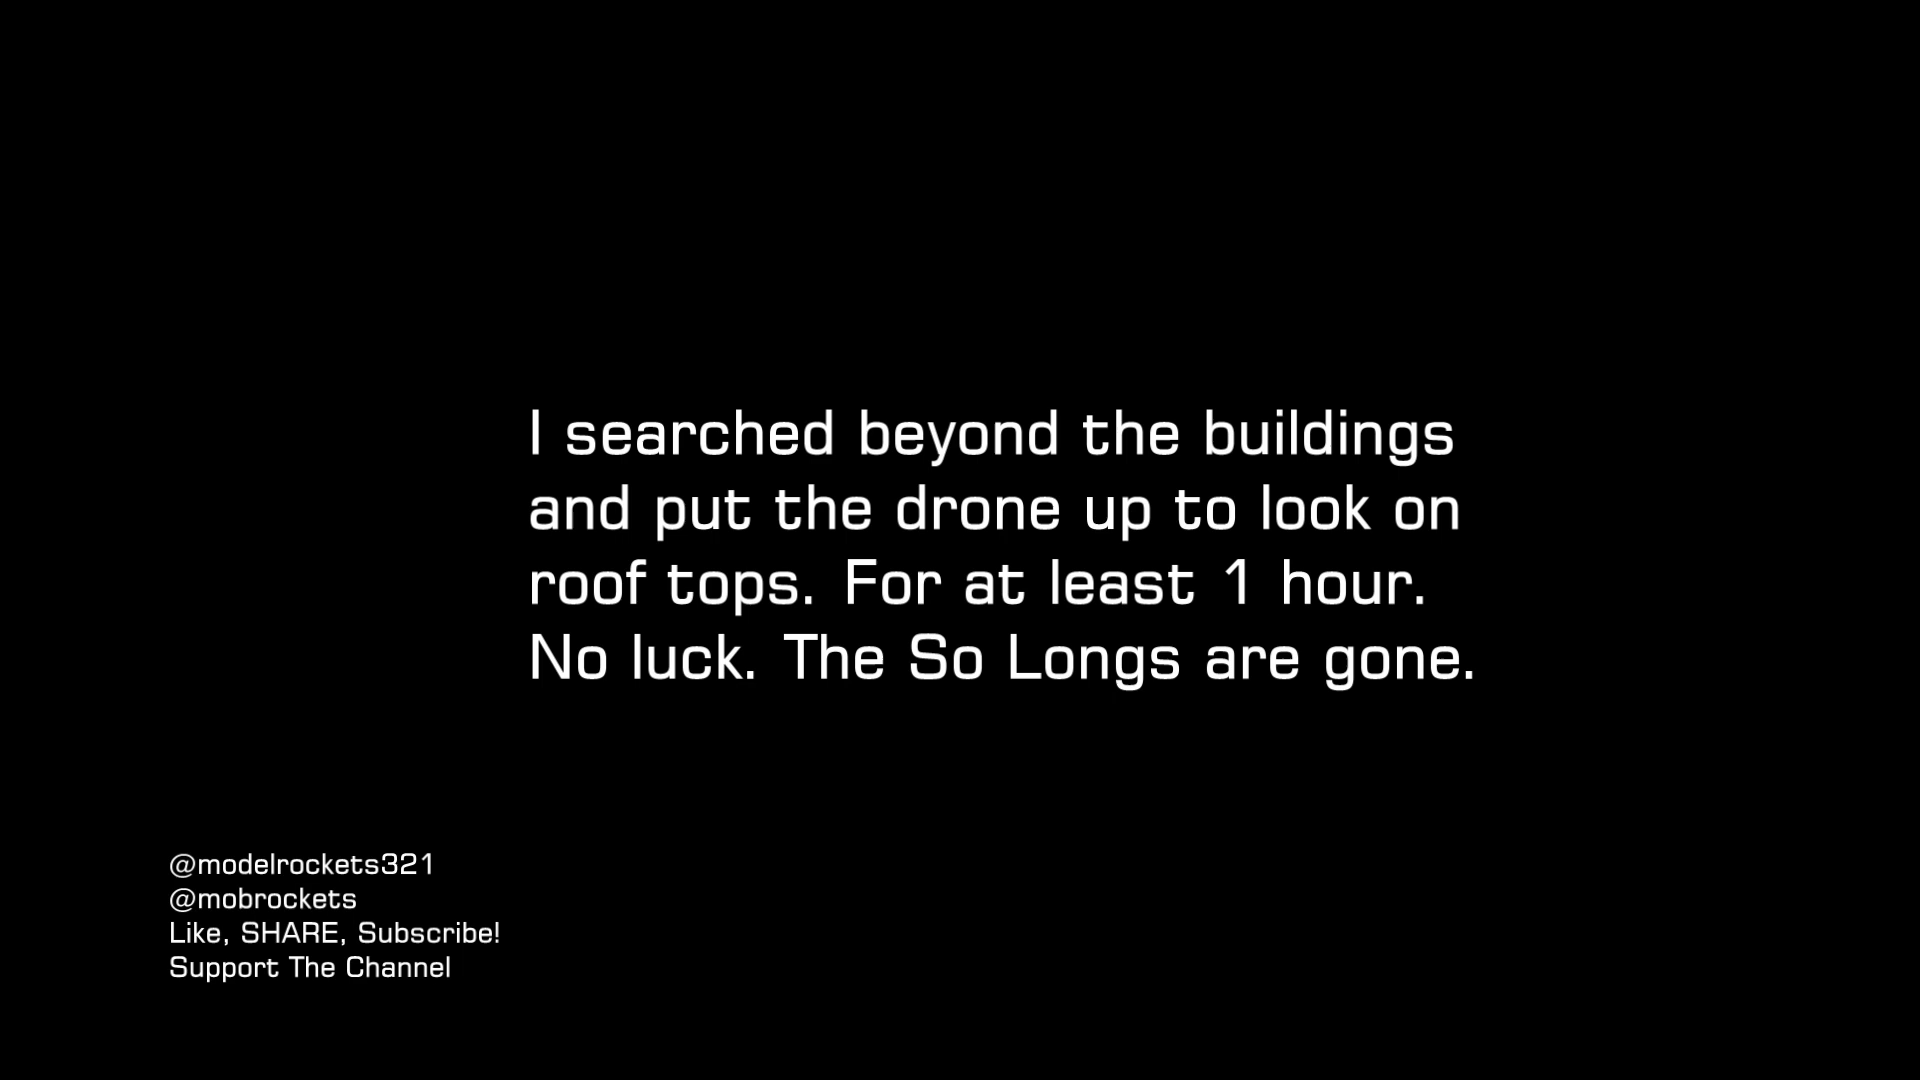 I searched beyond the buildings
and put the drone up to look on
roof tops. For at least 1 hour.
No luck. The So Longs are gone.
@modelrockets321
@mobrockets
Like, SHARE, Subscribe!
Support The Channel